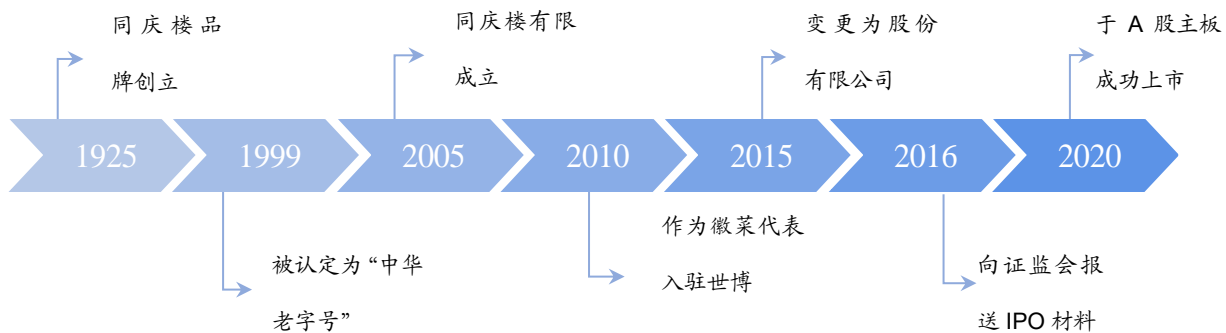 同庆楼品
牌创立
同庆楼有限
成立
变更为股份
有限公司
于 A 股主板
成功上市
1925
1999
2005
2010
2015
2016
2020
被认定为“中华
老字号”
作为徽菜代表
入驻世博
向证监会报
送 IPO 材料